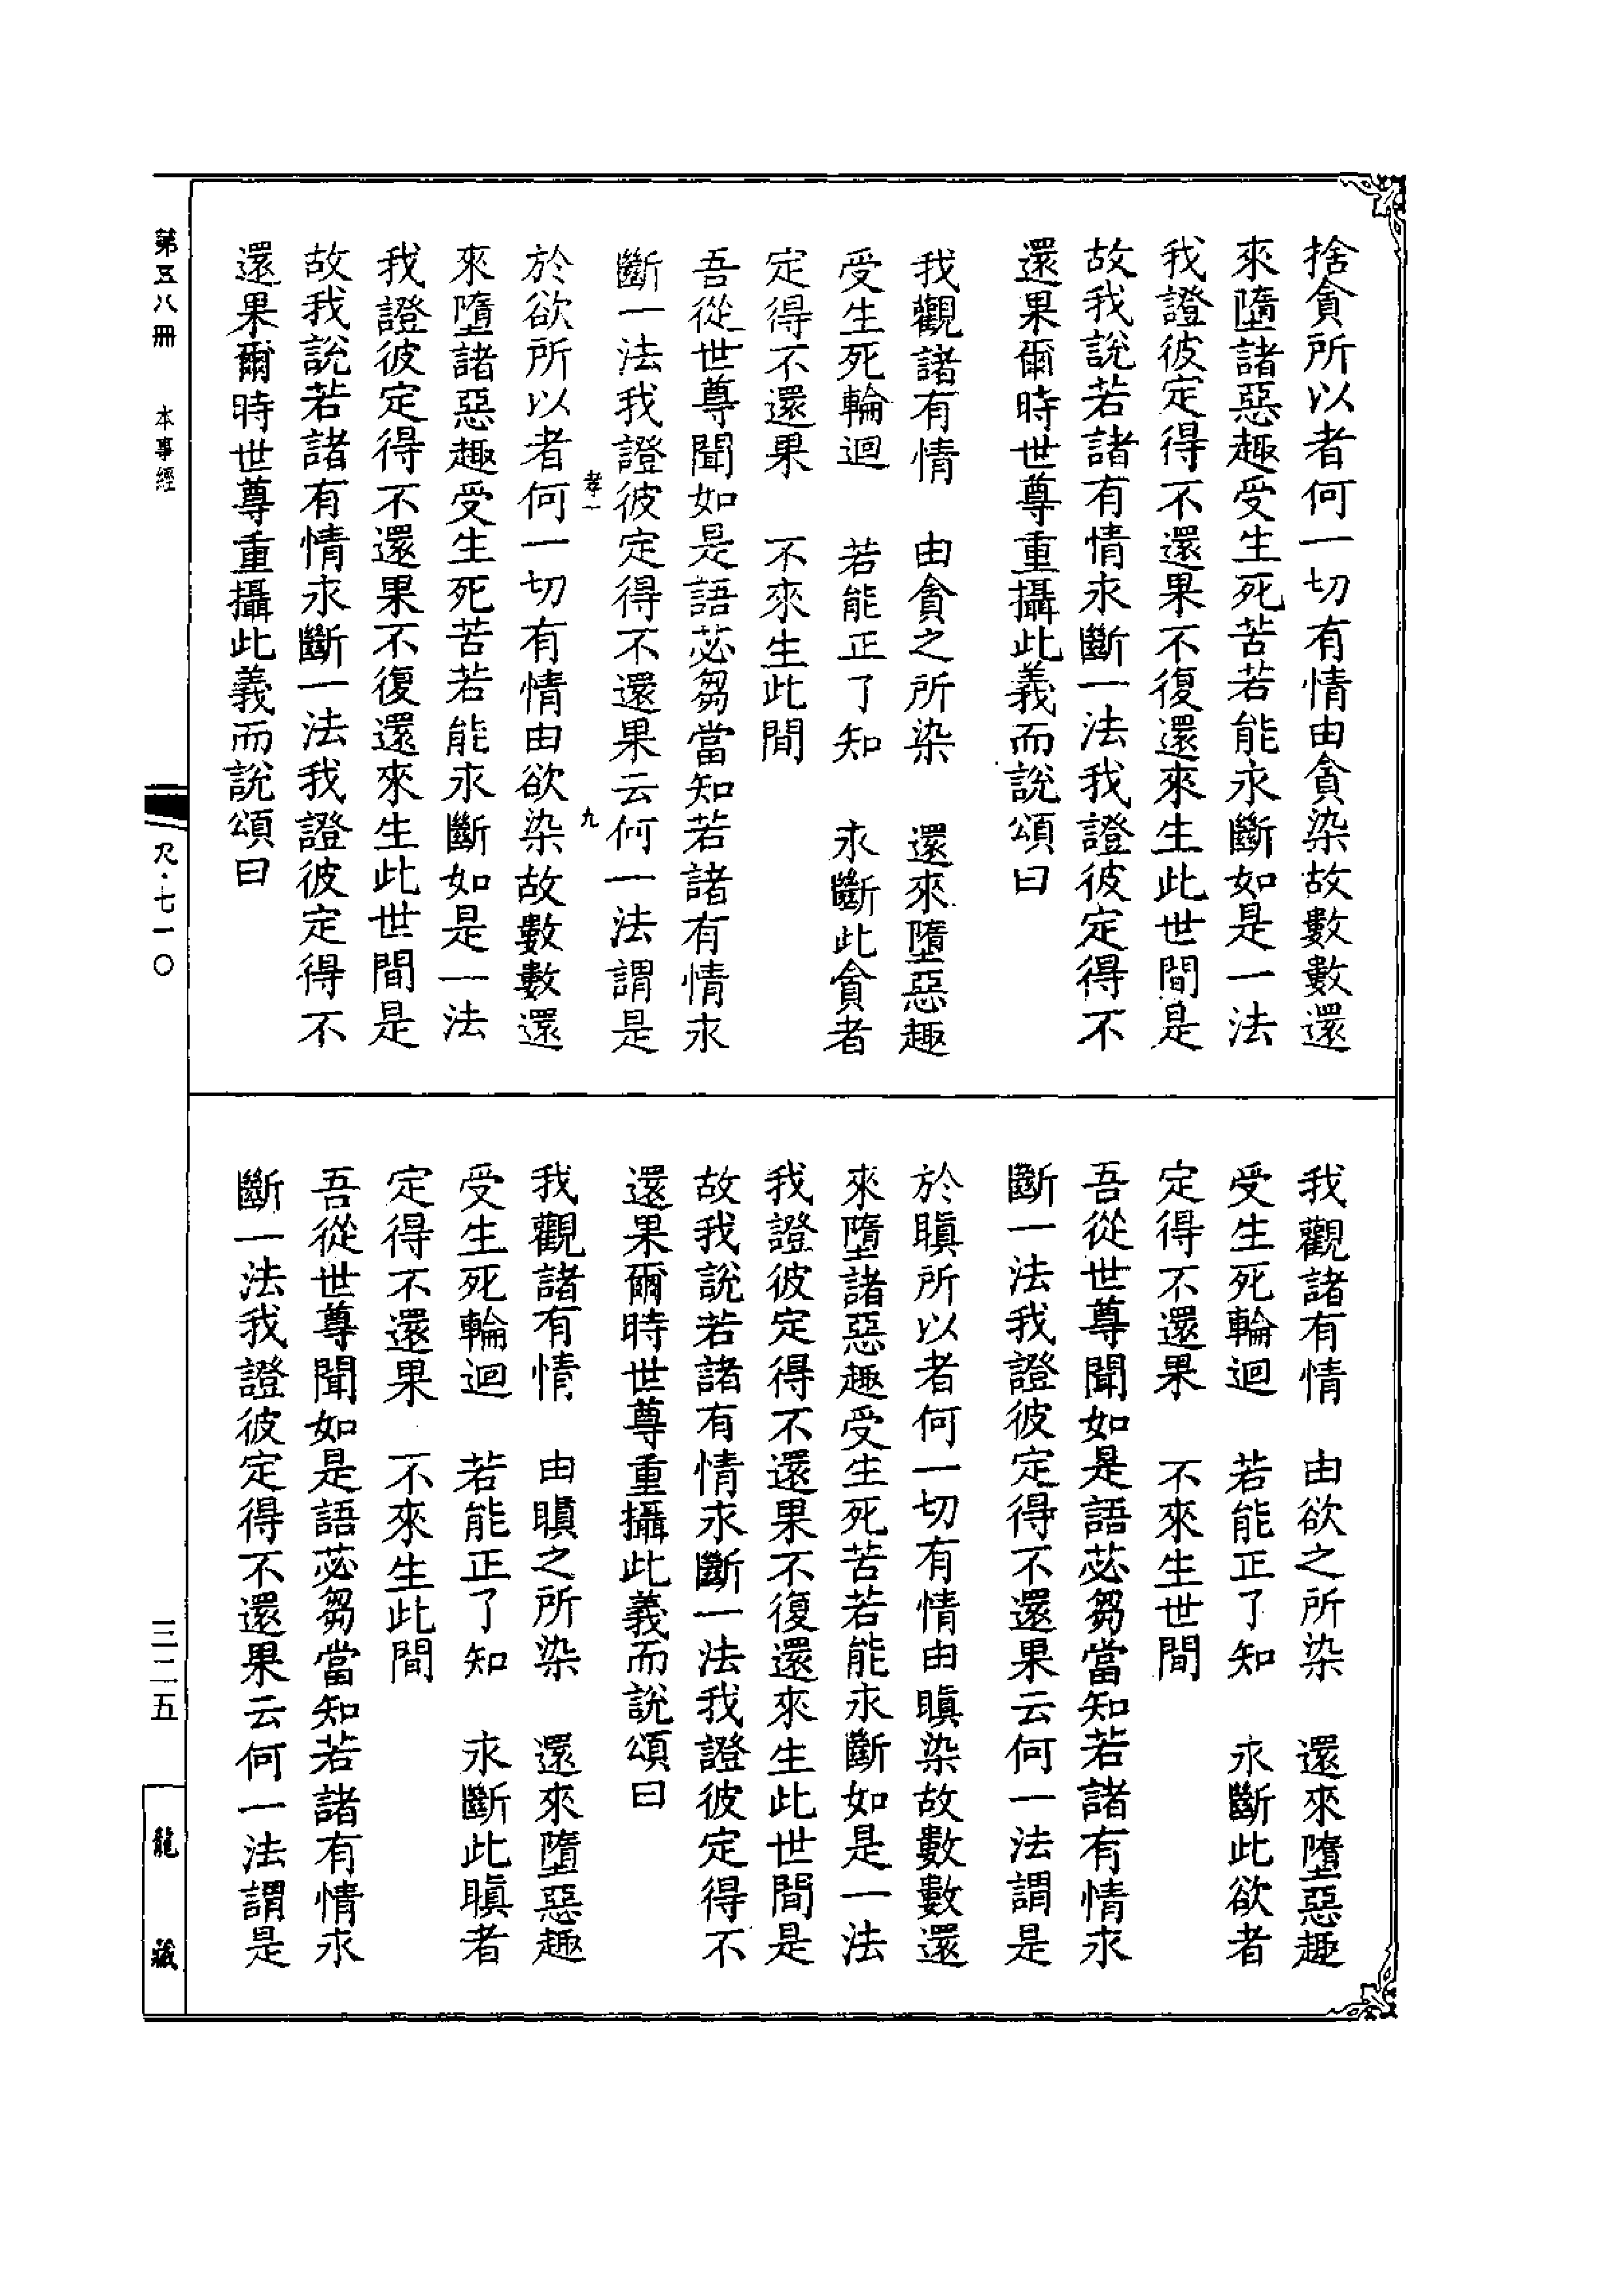 捨貪所以者何一切有情由貪染故數數還
來墮諸惡趣受生死苦若能永斷如是一法
我證彼定得不還果不復還來生此世間是
故我說若諸有情永斷一法我證彼定得不
還果爾時世尊重攝此義而說頌曰
我觀諸有情　由貪之所染　還來墮惡趣
受生死輪迴　若能正了知　永斷此貪者
定得不還果　不來生此間
吾從世尊聞如是語苾芻當知若諸有情永
斷一法我證彼定得不還果云何一法謂是
孝一　九
於欲所以者何一切有情由欲染故數數還
來墮諸惡趣受生死苦若能永斷如是一法
我證彼定得不還果不復還來生此世間是
故我說若諸有情永斷一法我證彼定得不
還果爾時世尊重攝此義而說頌曰
我觀諸有情　由欲之所染　還來墮惡趣
受生死輪迴　若能正了知　永斷此欲者
定得不還果　不來生世間
吾從世尊聞如是語苾芻當知若諸有情永
斷一法我證彼定得不還果云何一法謂是
於瞋所以者何一切有情由瞋染故數數還
來墮諸惡趣受生死苦若能永斷如是一法
我證彼定得不還果不復還來生此世間是
故我說若諸有情永斷一法我證彼定得不
還果爾時世尊重攝此義而說頌曰
我觀諸有情　由瞋之所染　還來墮惡趣
受生死輪迴　若能正了知　永斷此瞋者
定得不還果　不來生此間
吾從世尊聞如是語苾芻當知若諸有情永
斷一法我證彼定得不還果云何一法謂是
第五八冊　本事經
七一〇
三二五
龍藏